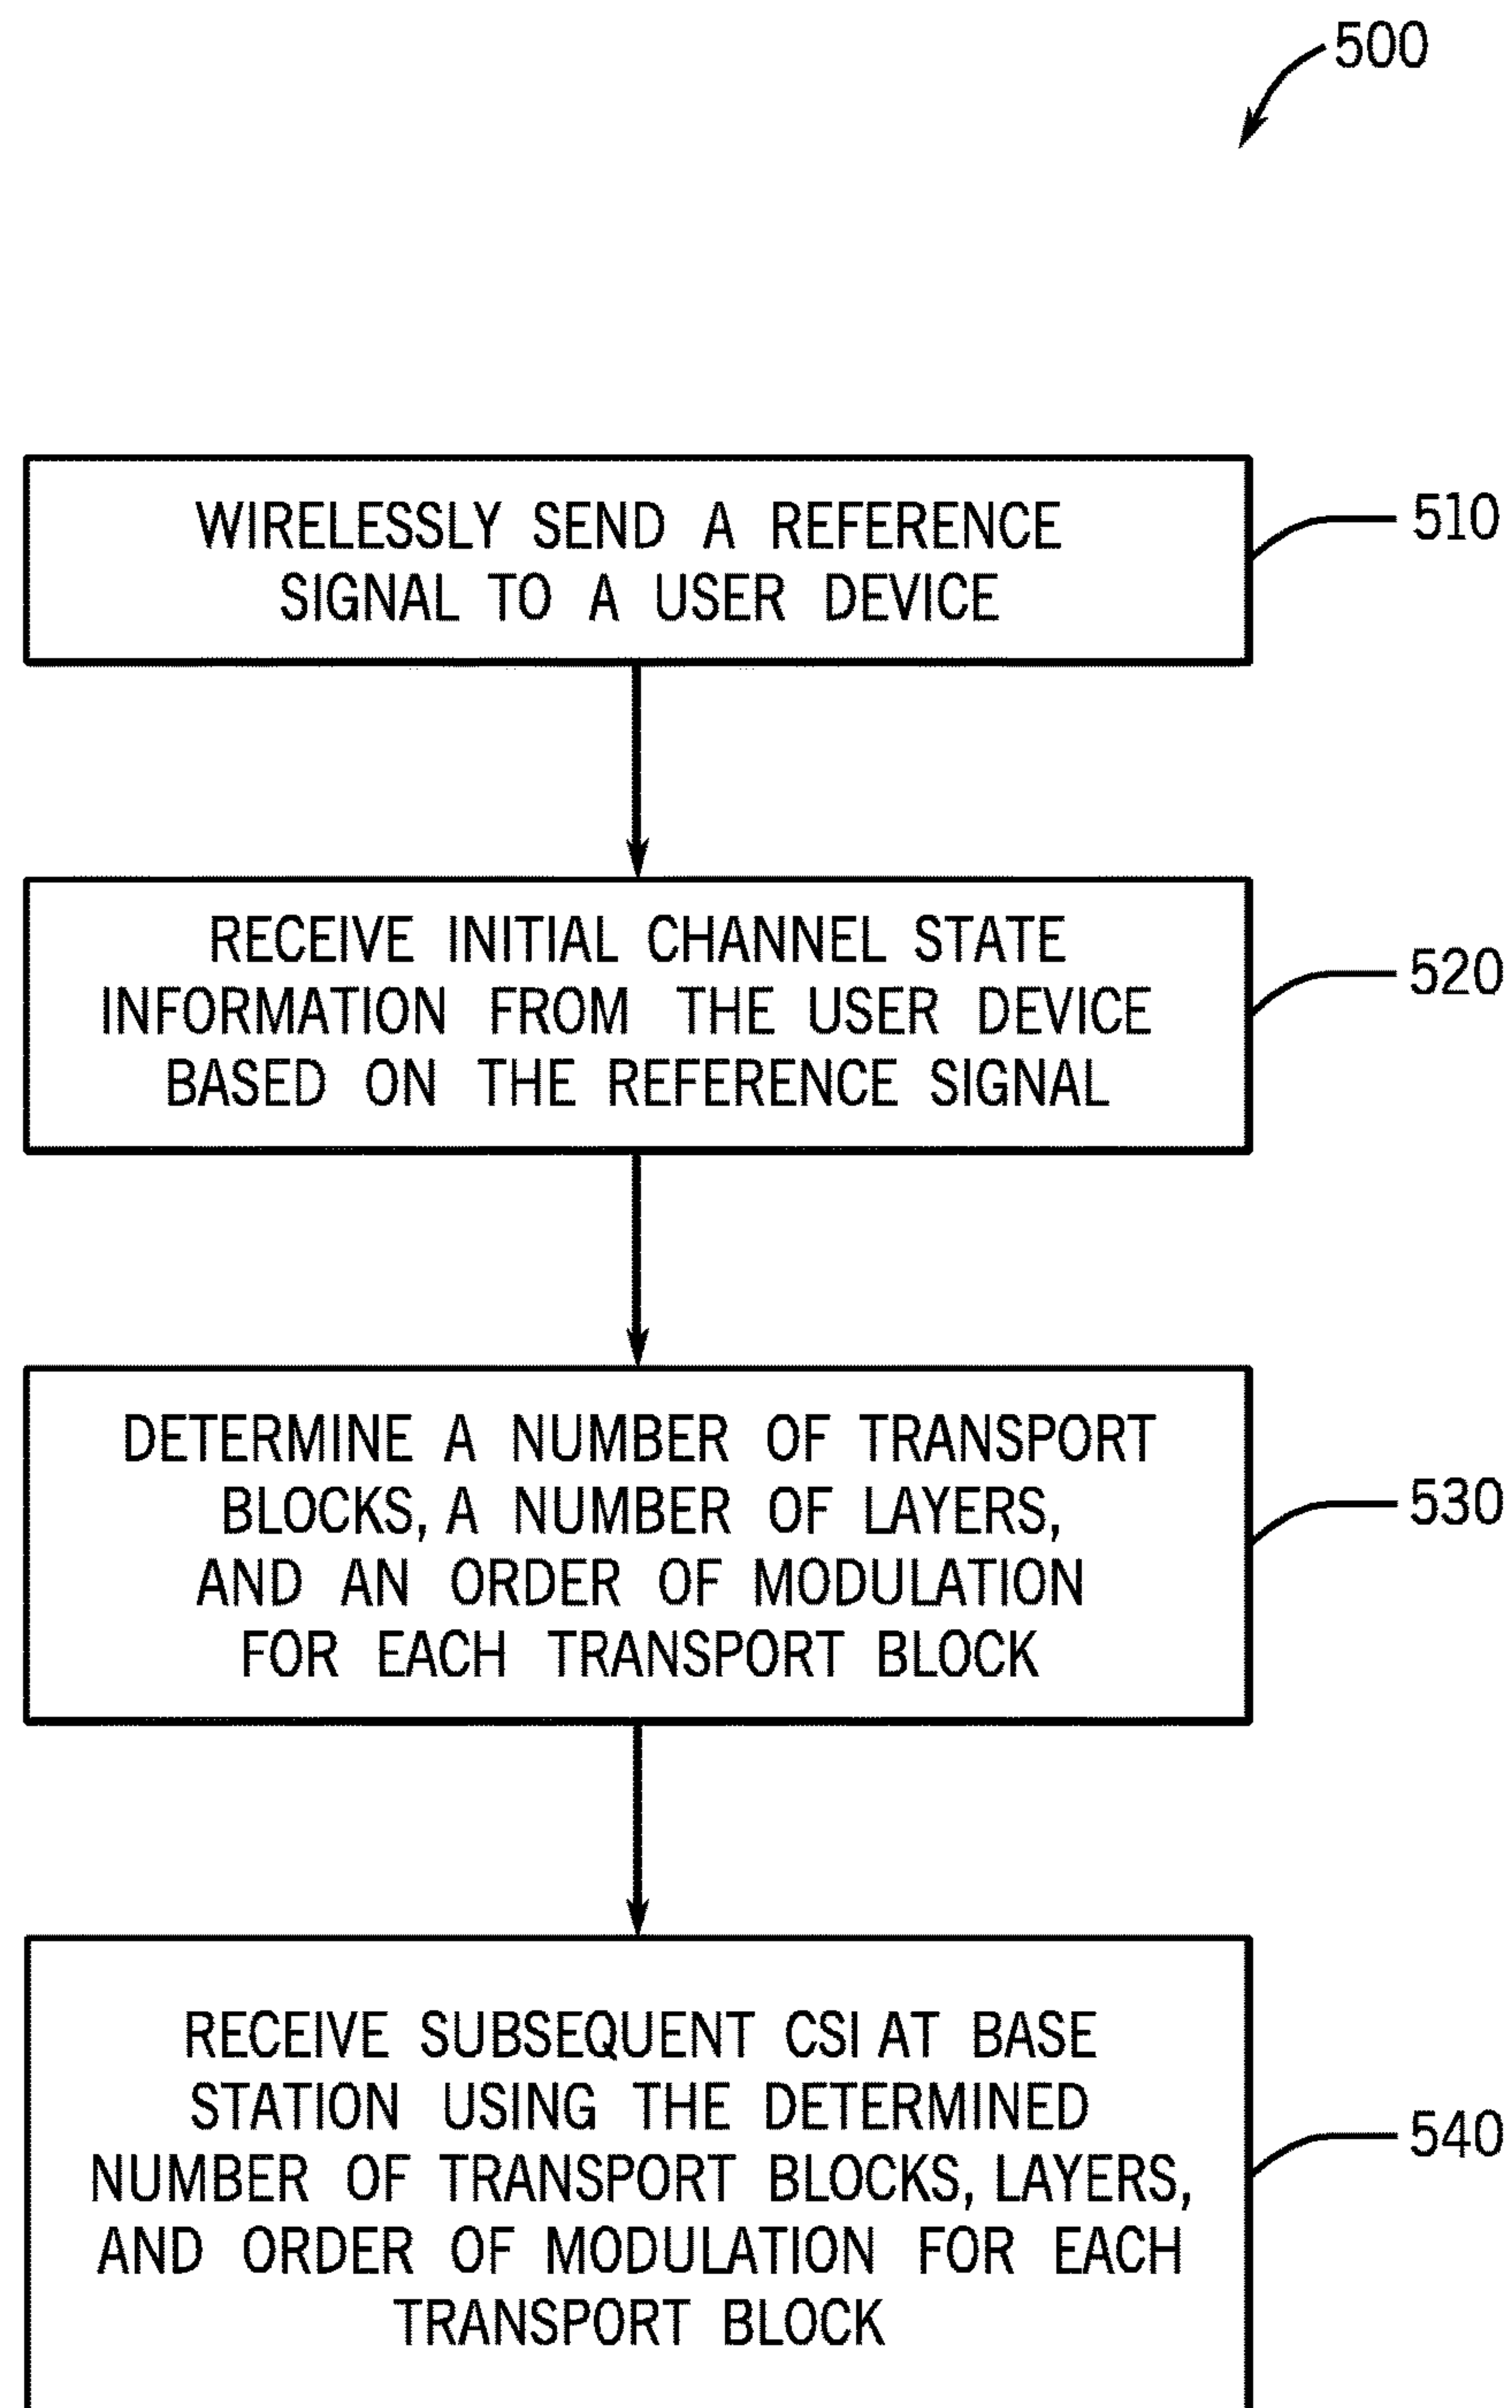 500
WIRELESSLY SEND A REFERENCE
SIGNAL TO A USER DEVICE
510
RECEIVE INITIAL CHANNEL STATE
INFORMATION FROM THE USER DEVICE
BASED ON THE REFERENCE SIGNAL
520
DETERMINE A NUMBER OF TRANSPORT
BLOCKS, A NUMBER OF LAYERS,
AND AN ORDER OF MODULATION
FOR EACH TRANSPORT BLOCK
530
RECEIVE SUBSEQUENT CSI AT BASE
STATION USING THE DETERMINED
NUMBER OF TRANSPORT BLOCKS, LAYERS,
AND ORDER OF MODULATION FOR EACH
TRANSPORT BLOCK
540